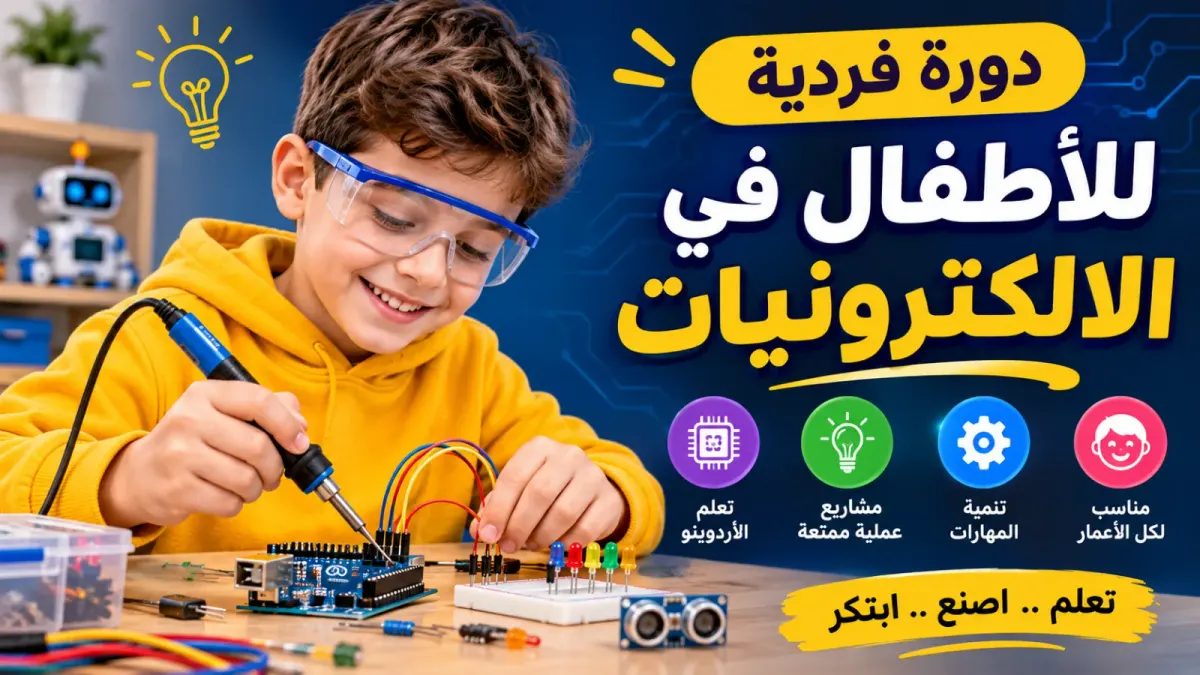 دورة فردية
للأطفال في
الالكترونيات
مناسب
لكل الأعمار
تنمية
المهارات
مشاريع
عملية ممتعة
تعلم
الأردوينو
تعلم .. اصنع .. ابتكر